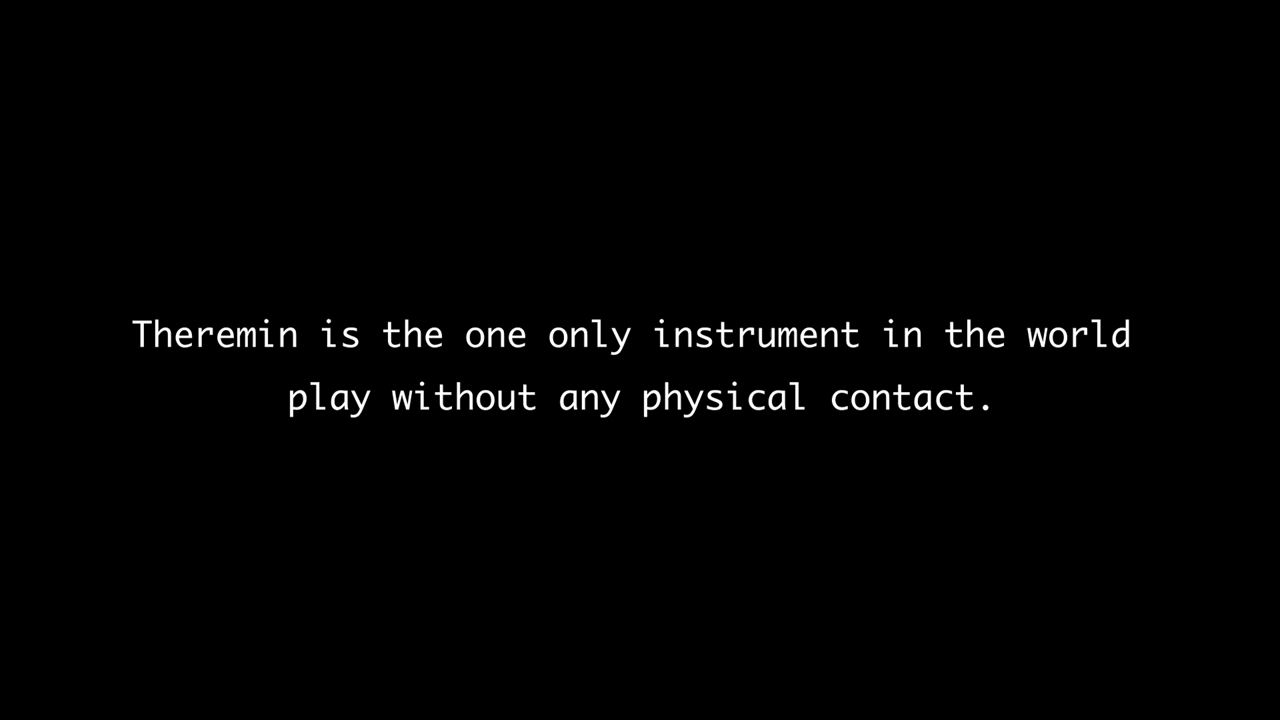 Theremin is the one only instrument in the world
play without any physical contact.